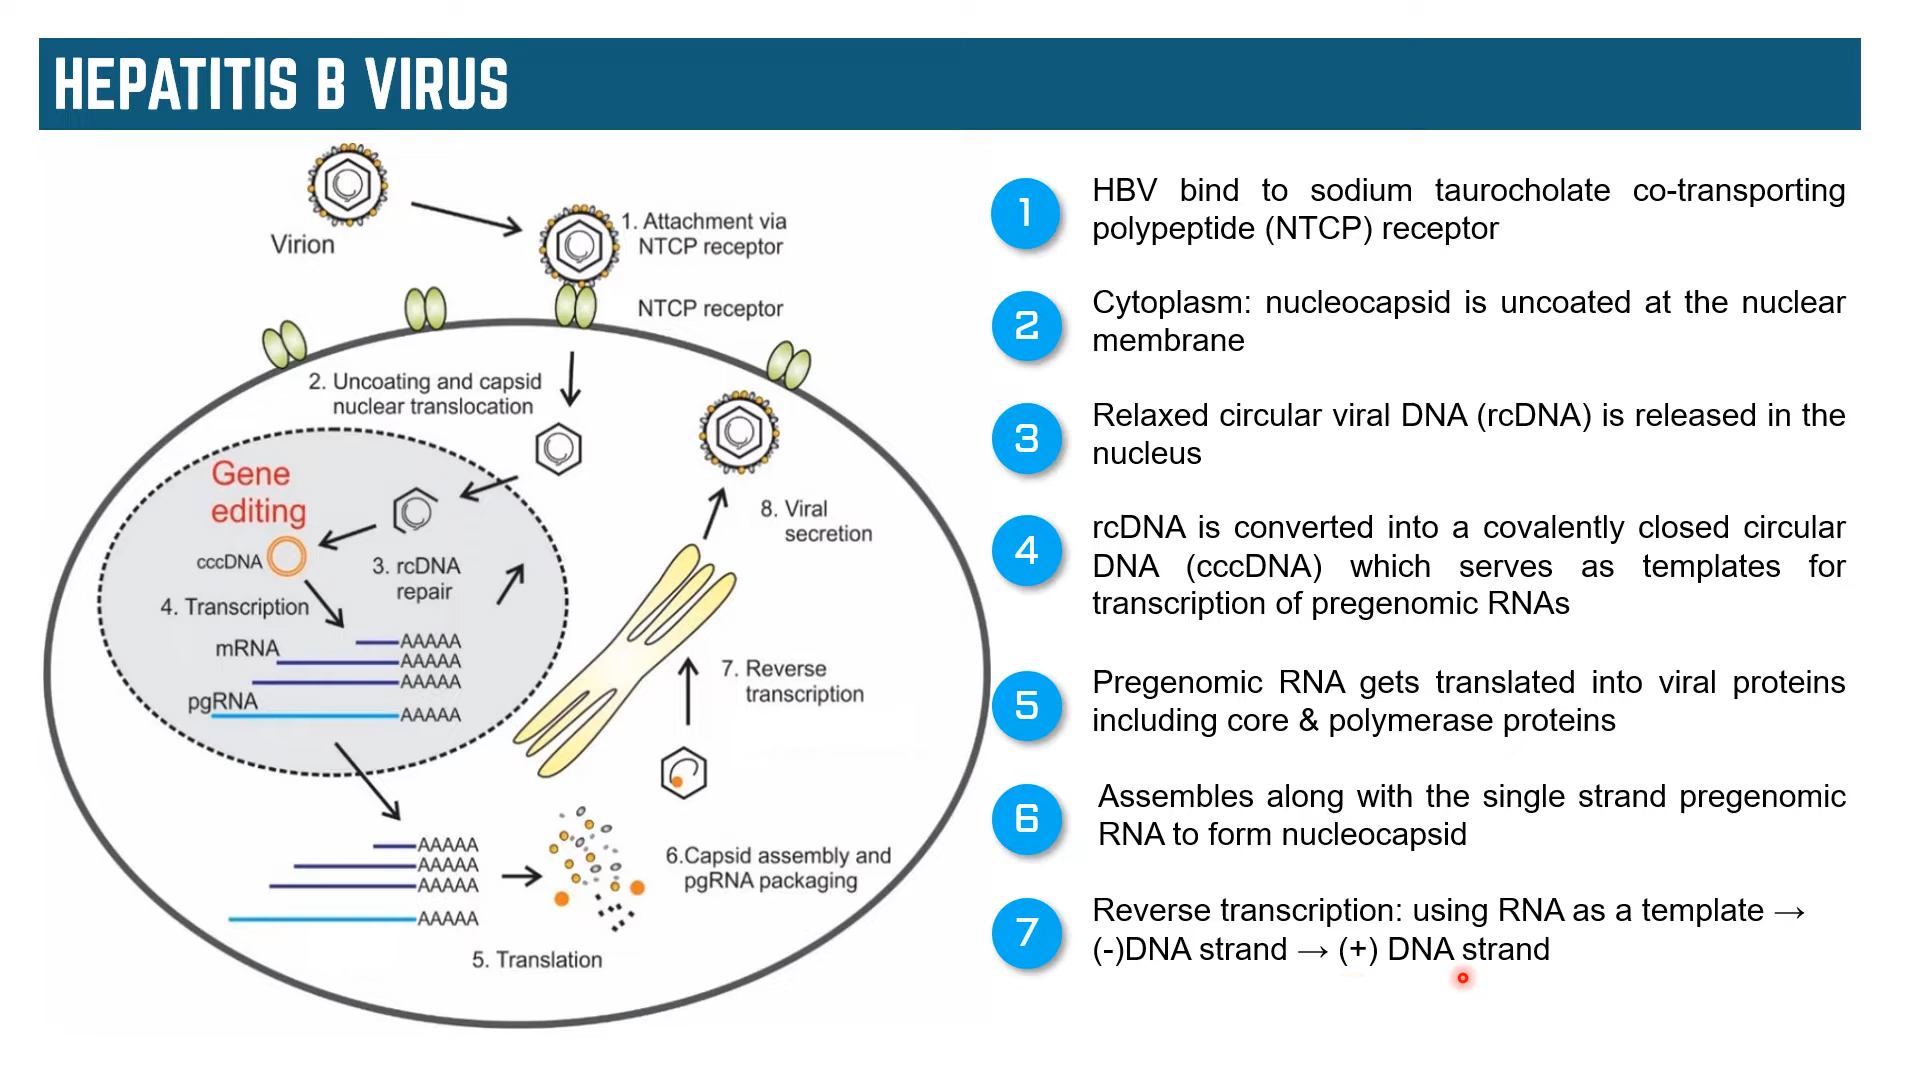 HEPATITIS B VIRUS
Virion
1. Attachment via
NTCP receptor
NTCP receptor
2. Uncoating and capsid
nuclear translocation
Gene
editing
cccDNA
3. rcDNA
repair
4. Transcription
mRNA
AAAAA
AAAAA
AAAAA
pgRNA
AAAAA
8. Viral
secretion
7. Reverse
transcription
AAAAA
AAAAA
AAAAA
AAAAA
6.Capsid assembly and
pgRNA packaging
5. Translation
1
HBV bind to sodium taurocholate co-transporting
polypeptide (NTCP) receptor
2
Cytoplasm: nucleocapsid is uncoated at the nuclear
membrane
3
Relaxed circular viral DNA (rcDNA) is released in the
nucleus
4
rcDNA is converted into a covalently closed circular
DNA (cccDNA) which serves as templates for
transcription of pregenomic RNAs
5
Pregenomic RNA gets translated into viral proteins
including core & polymerase proteins
6
Assembles along with the single strand pregenomic
RNA to form nucleocapsid
7
Reverse transcription: using RNA as a template →
(-)DNA strand → (+) DNA strand